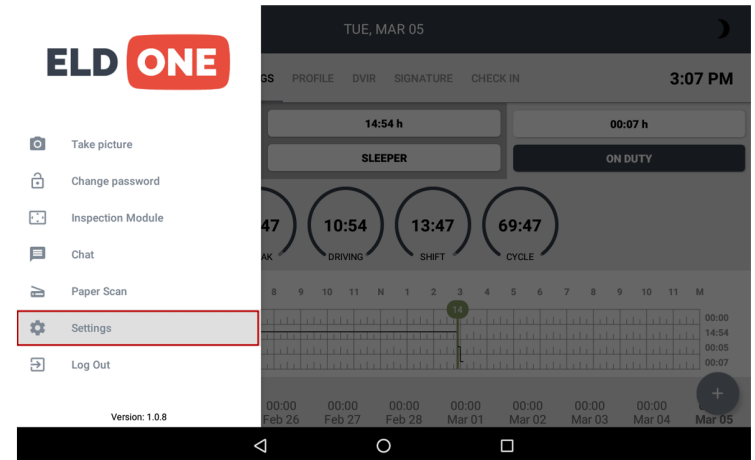 ELD ONE
Take picture
Change password
Inspection Module
Chat
Paper Scan
Settings
Log Out
Version: 1.0.8
TUE, MAR 05
GS PROFILE DVIR SIGNATURE CHECK IN 3:07 PM
14:54 h 00:07 h
SLEEPER ON DUTY
47 10:54 13:47 69:47
AK DRIVING SHIFT CYCLE
8 9 10 11 N 1 2 3 4 5 6 7 8 9 10 11 M
14
00:00
14:54
00:05
00:07
+
00:00 00:00 00:00 00:00 00:00 00:00 00:00
Feb 26 Feb 27 Feb 28 Mar 01 Mar 02 Mar 03 Mar 04 Mar 05